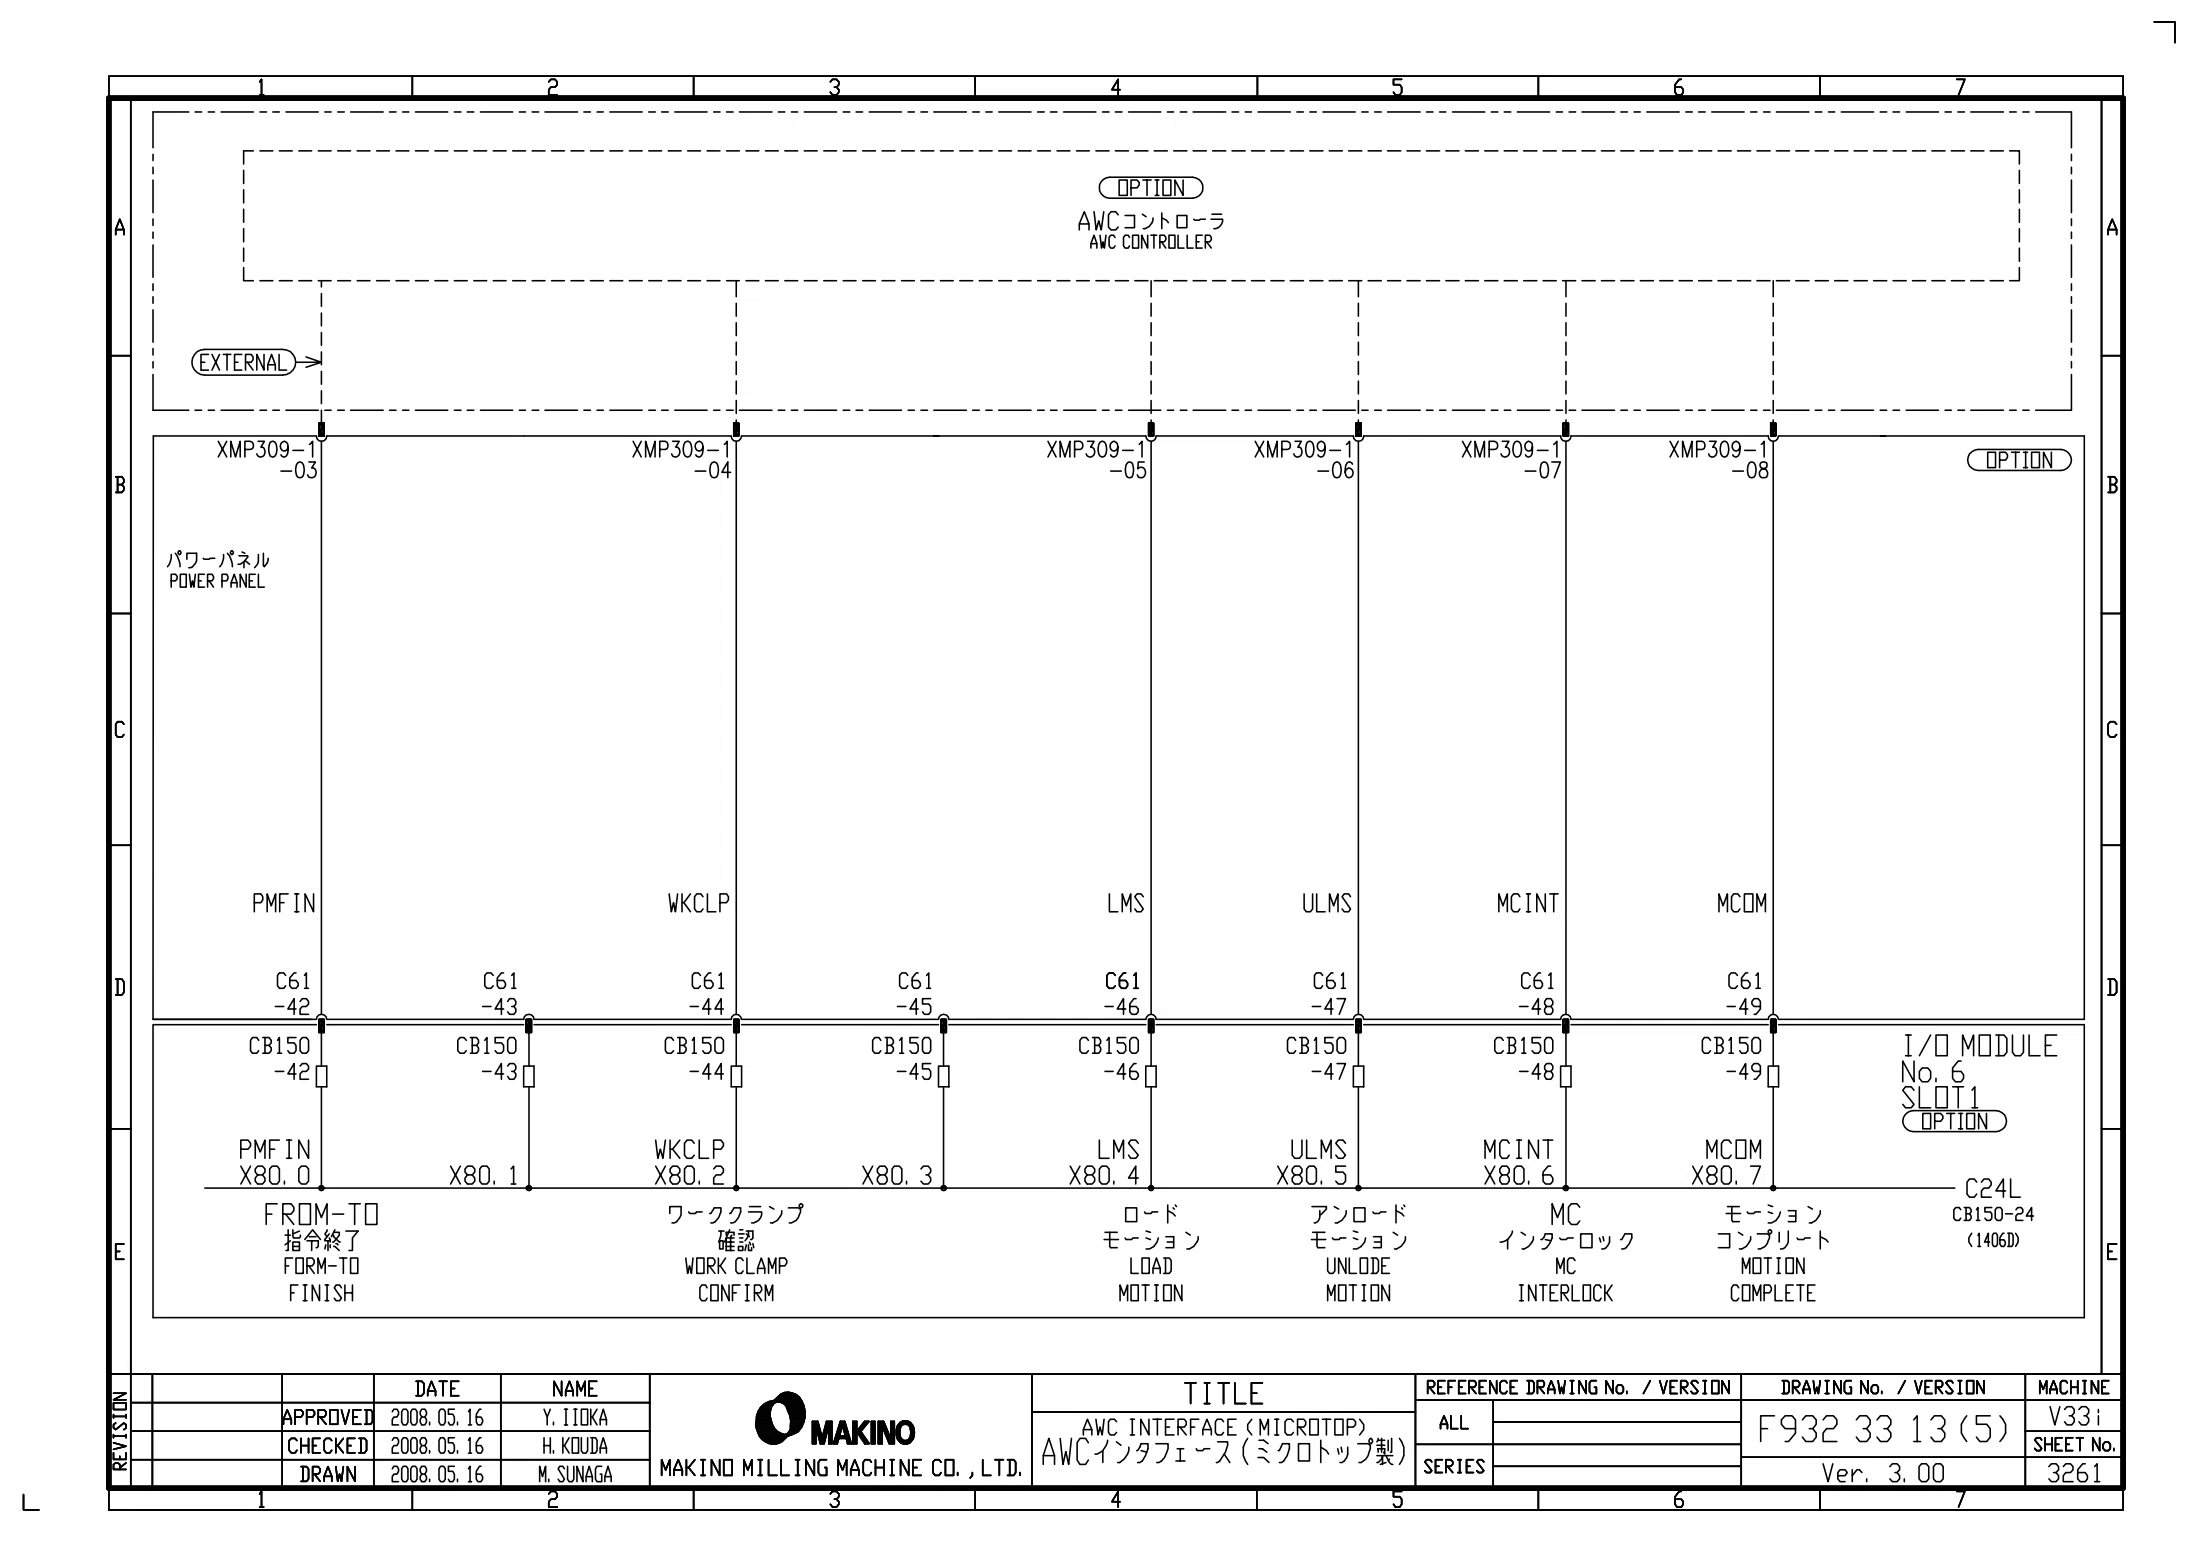 1 2 3 4 5 6 7
A A
OPTION
AWCコントローラ
AWC CONTROLLER
EXTERNAL
XMP309-1 XMP309-1 XMP309-1 XMP309-1 XMP309-1 XMP309-1
-03 -04 -05 -06 -07 -08
OPTION
B B
パワーパネル
POWER PANEL
C C
PMFIN WKCLP LMS ULMS MCINT MCOM
C61 C61 C61 C61 C61 C61 C61 C61
-42 -43 -44 -45 -46 -47 -48 -49
D D
CB150 CB150 CB150 CB150 CB150 CB150 CB150 CB150
-42 -43 -44 -45 -46 -47 -48 -49
I/O MODULE
No. 6
SLOT1
OPTION
PMFIN WKCLP LMS ULMS MCINT MCOM
X80. 0 X80. 1 X80. 2 X80. 3 X80. 4 X80. 5 X80. 6 X80. 7
C24L
CB150-24
(1406D)
E E
FROM-TO ワーククランプ ロード アンロード MC モーション
指令終了 確認 モーション モーション インターロック コンプリート
FORM-TO WORK CLAMP LOAD UNLODE MC MOTION
FINISH CONFIRM MOTION MOTION INTERLOCK COMPLETE
REVISION
DATE NAME
APPROVED 2008. 05. 16 Y. IIOKA
CHECKED 2008. 05. 16 H. KOUDA
DRAWN 2008. 05. 16 M. SUNAGA
MAKINO
MAKINO MILLING MACHINE CO. , LTD.
TITLE
AWC INTERFACE (MICROTOP)
AWCインタフェース(ミクロトップ製)
REFERENCE DRAWING No. / VERSION
ALL
SERIES
DRAWING No. / VERSION
F932 33 13 (5)
Ver. 3. 00
MACHINE
V33i
SHEET No.
3261
1 2 3 4 5 6 7